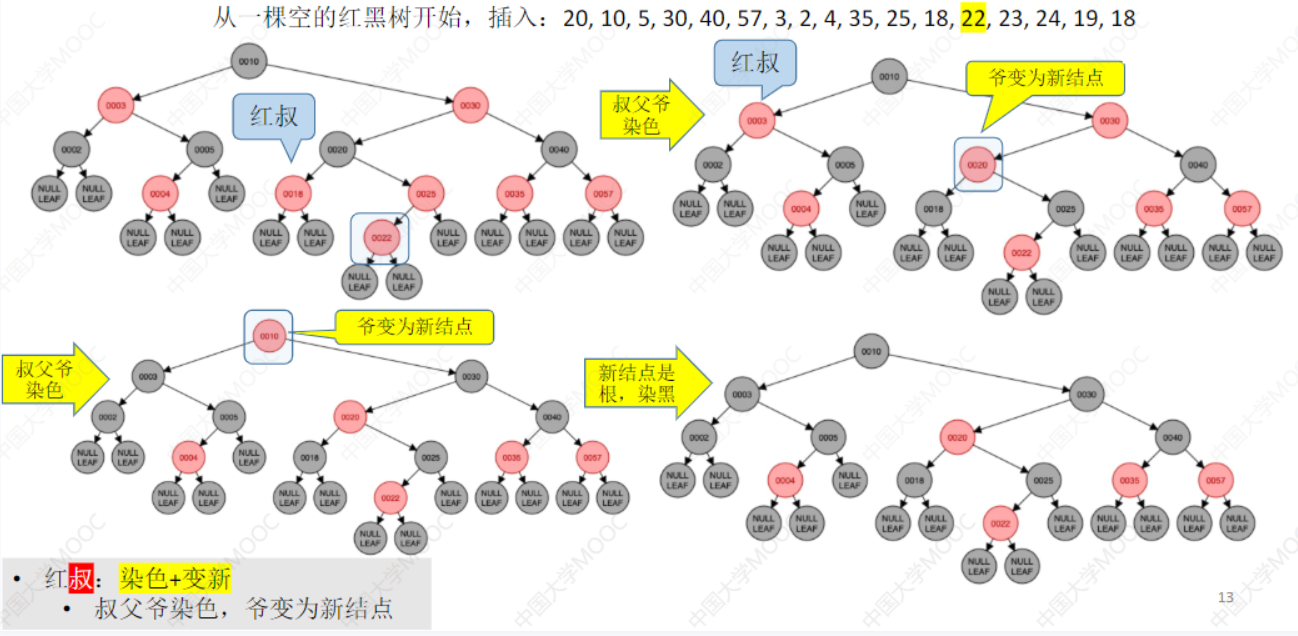 从一棵空的红黑树开始，插入：20, 10, 5, 30, 40, 57, 3, 2, 4, 35, 25, 18, 22, 23, 24, 19, 18
0010
0003
0030
红叔
0002
0005
0020
0040
NULL LEAF
NULL LEAF
0004
NULL LEAF
0018
0025
0035
0057
NULL LEAF
NULL LEAF
NULL LEAF
NULL LEAF
0022
NULL LEAF
NULL LEAF
NULL LEAF
NULL LEAF
NULL LEAF
NULL LEAF
NULL LEAF
叔父爷
染色
红叔
0010
爷变为新结点
0003
0030
0002
0005
0020
0040
NULL LEAF
NULL LEAF
0004
NULL LEAF
0018
0025
0035
0057
NULL LEAF
NULL LEAF
NULL LEAF
NULL LEAF
0022
NULL LEAF
NULL LEAF
NULL LEAF
NULL LEAF
NULL LEAF
NULL LEAF
NULL LEAF
叔父爷
染色
0010
爷变为新结点
0003
0030
0002
0005
0020
0040
NULL LEAF
NULL LEAF
0004
NULL LEAF
0018
0025
0035
0057
NULL LEAF
NULL LEAF
NULL LEAF
NULL LEAF
0022
NULL LEAF
NULL LEAF
NULL LEAF
NULL LEAF
NULL LEAF
NULL LEAF
NULL LEAF
新结点是
根，染黑
0010
0003
0030
0002
0005
0020
0040
NULL LEAF
NULL LEAF
0004
NULL LEAF
0018
0025
0035
0057
NULL LEAF
NULL LEAF
NULL LEAF
NULL LEAF
0022
NULL LEAF
NULL LEAF
NULL LEAF
NULL LEAF
NULL LEAF
NULL LEAF
NULL LEAF
• 红叔：染色+变新
• 叔父爷染色，爷变为新结点
13
中国大学MOOC